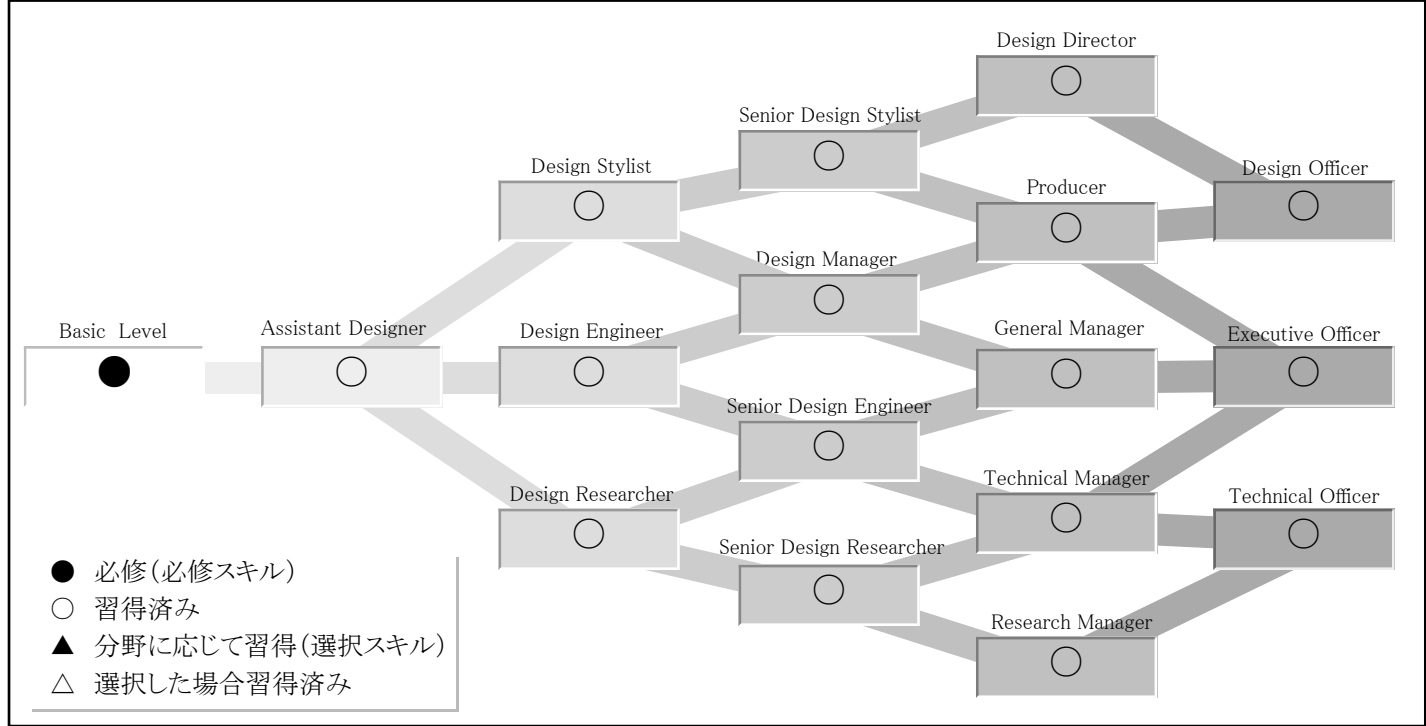 Design Director
Senior Design Stylist
Design Stylist
Design Officer
Producer
Design Manager
Basic Level
Assistant Designer
Design Engineer
General Manager
Executive Officer
Senior Design Engineer
Technical Manager
Design Researcher
Technical Officer
Senior Design Researcher
Research Manager
● 必修(必修スキル)
○ 習得済み
▲ 分野に応じて習得(選択スキル)
△ 選択した場合習得済み